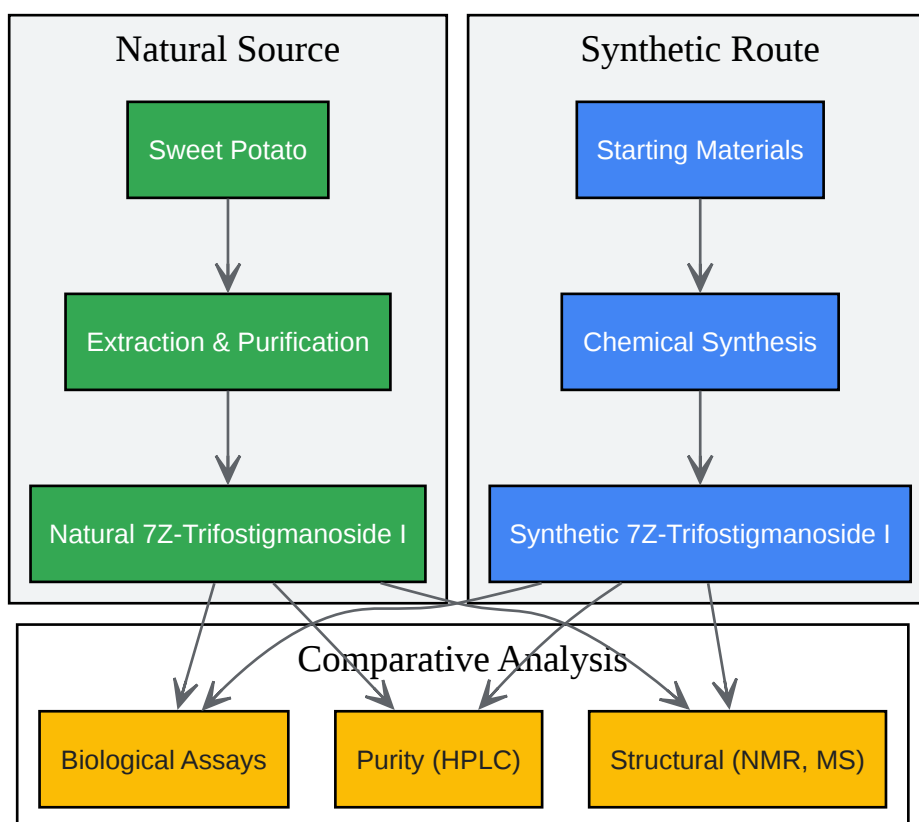 Natural Source
Synthetic Route
Sweet Potato
Starting Materials
Extraction & Purification
Chemical Synthesis
Natural 7Z-Trifostigmanoside I
Synthetic 7Z-Trifostigmanoside I
Comparative Analysis
Biological Assays
Purity (HPLC)
Structural (NMR, MS)